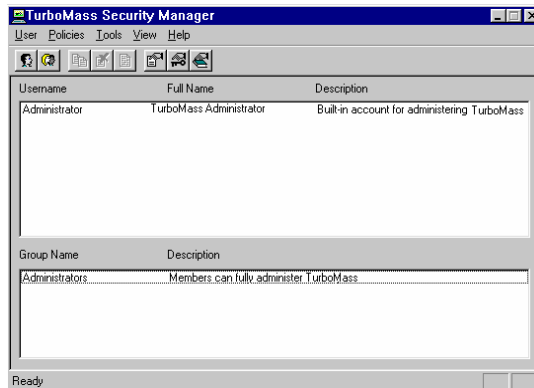 TurboMass Security Manager
User Policies Tools View Help
Username Full Name Description
Administrator TurboMass Administrator Built-in account for administering TurboMass
Group Name Description
Administrators Members can fully administer TurboMass
Ready